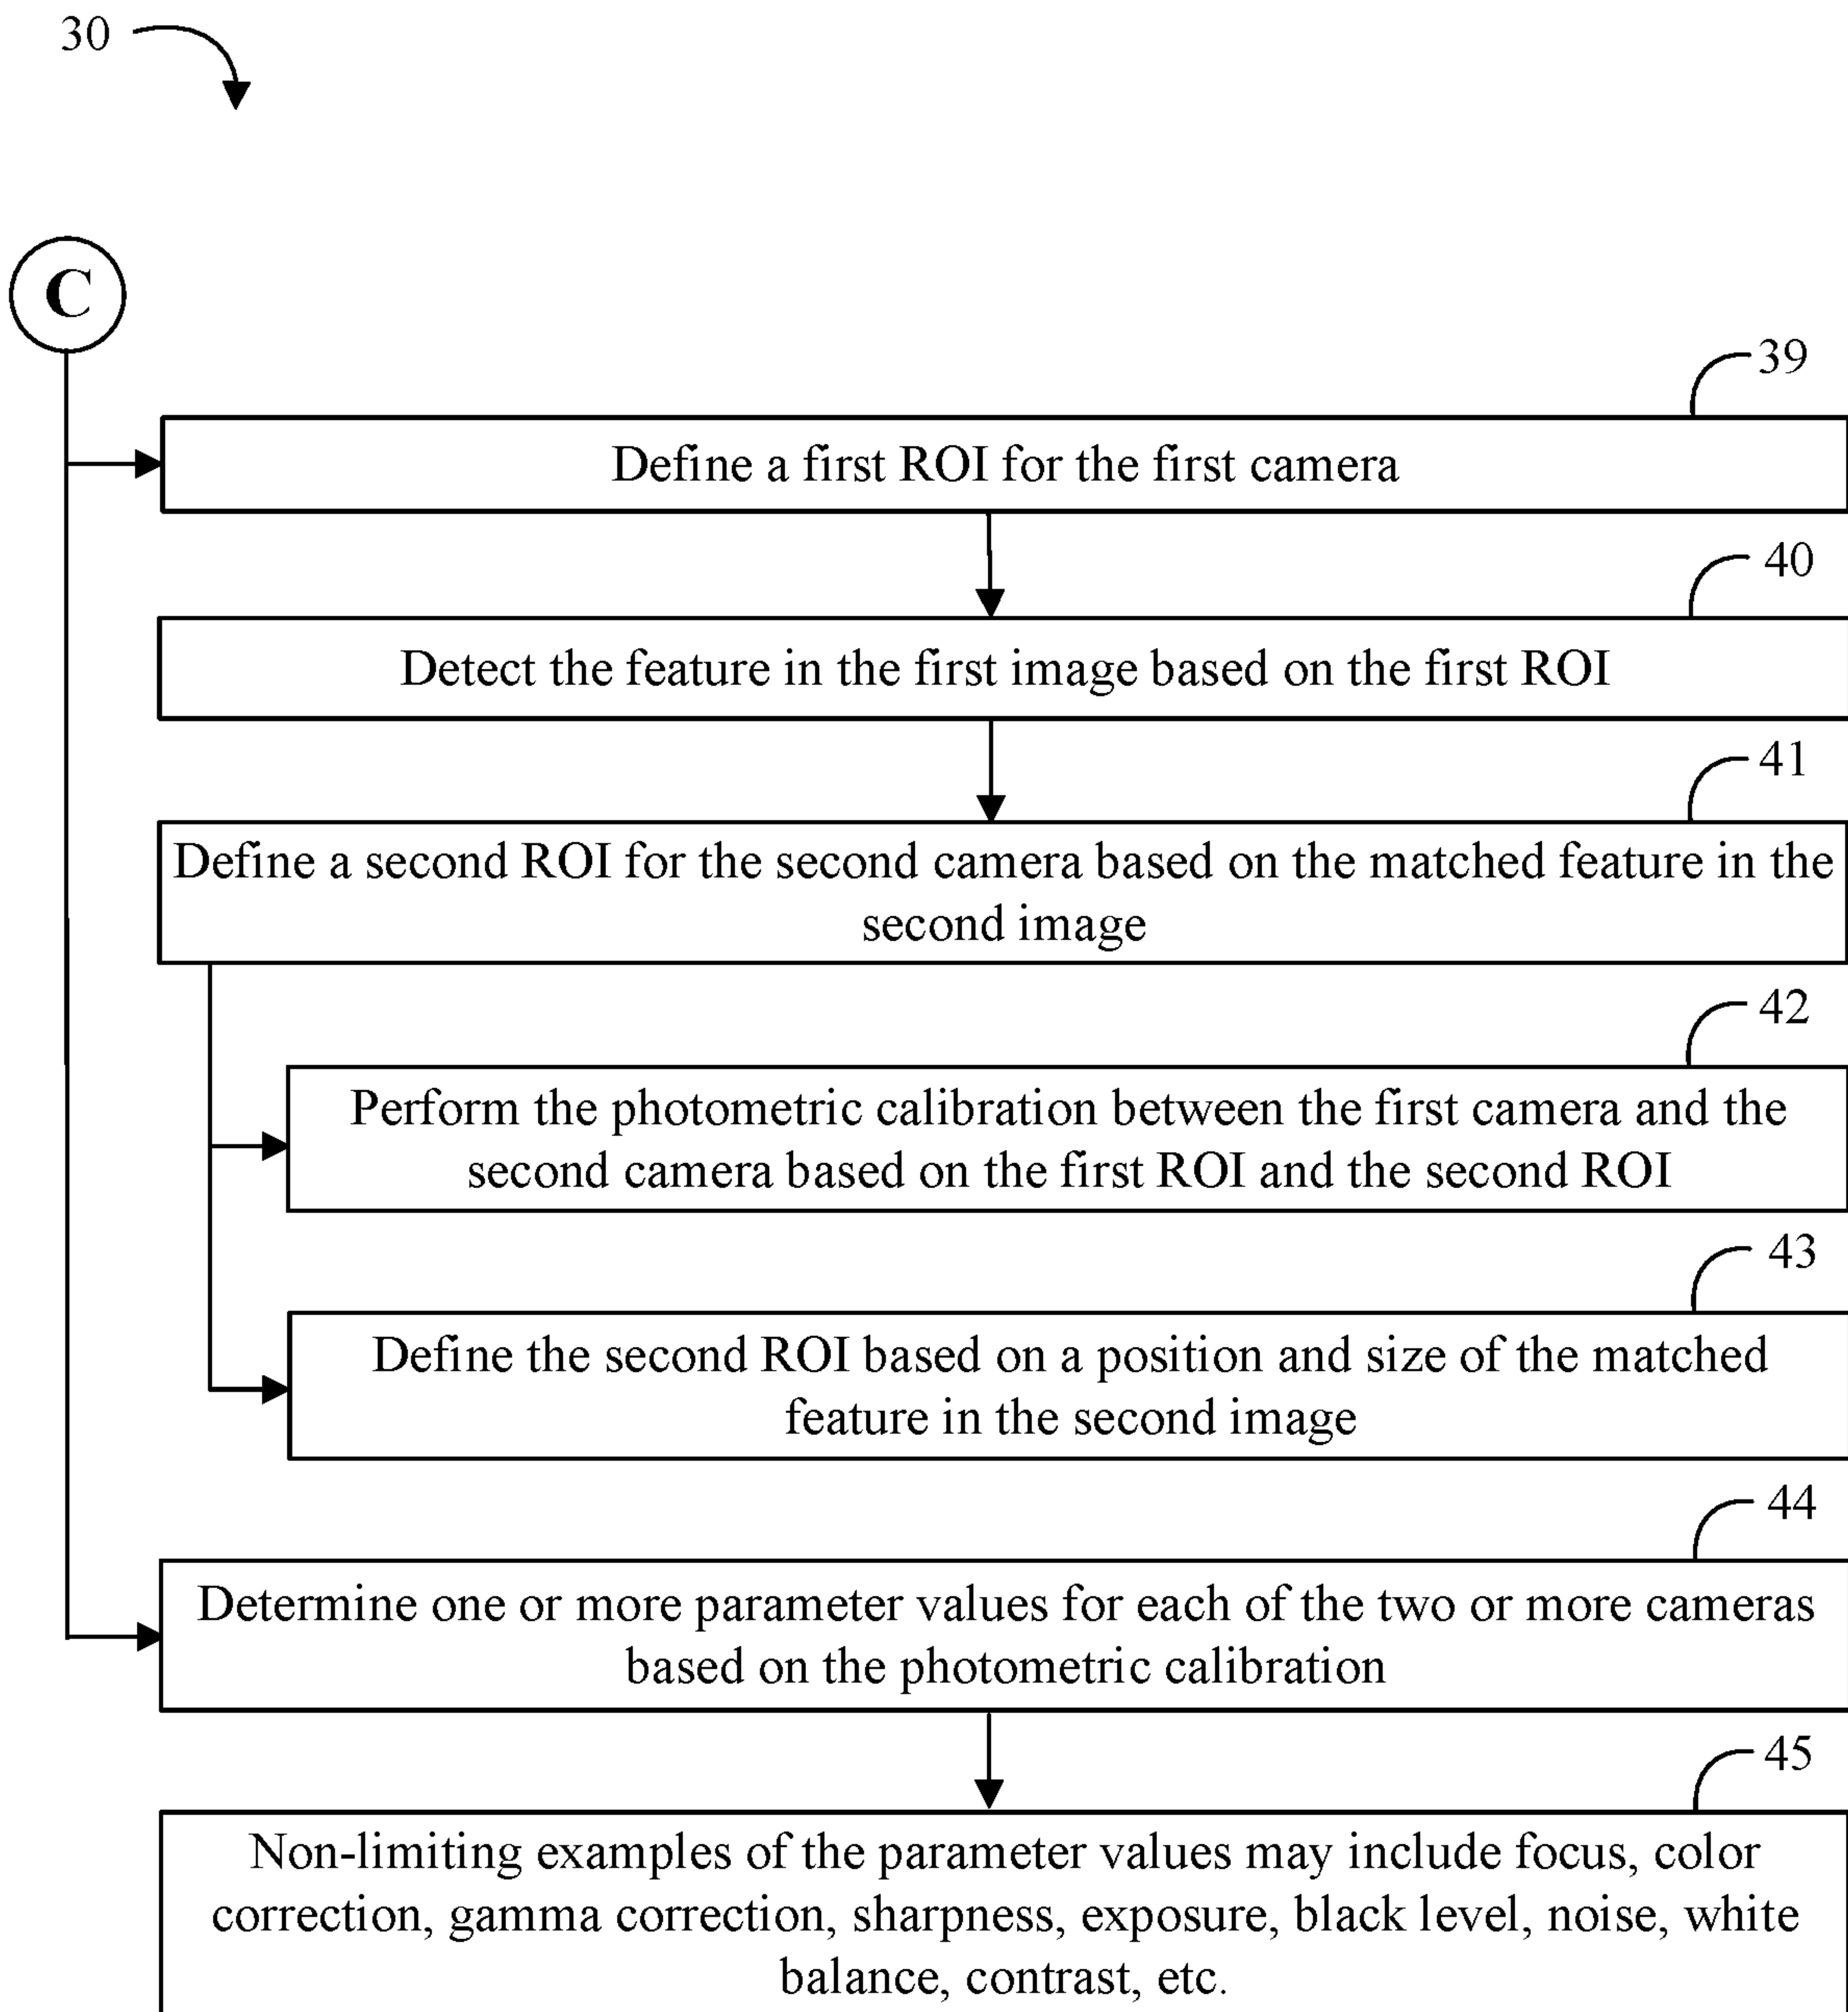 30
C
39
Define a first ROI for the first camera
40
Detect the feature in the first image based on the first ROI
41
Define a second ROI for the second camera based on the matched feature in the
second image
42
Perform the photometric calibration between the first camera and the
second camera based on the first ROI and the second ROI
43
Define the second ROI based on a position and size of the matched
feature in the second image
44
Determine one or more parameter values for each of the two or more cameras
based on the photometric calibration
45
Non-limiting examples of the parameter values may include focus, color
correction, gamma correction, sharpness, exposure, black level, noise, white
balance, contrast, etc.